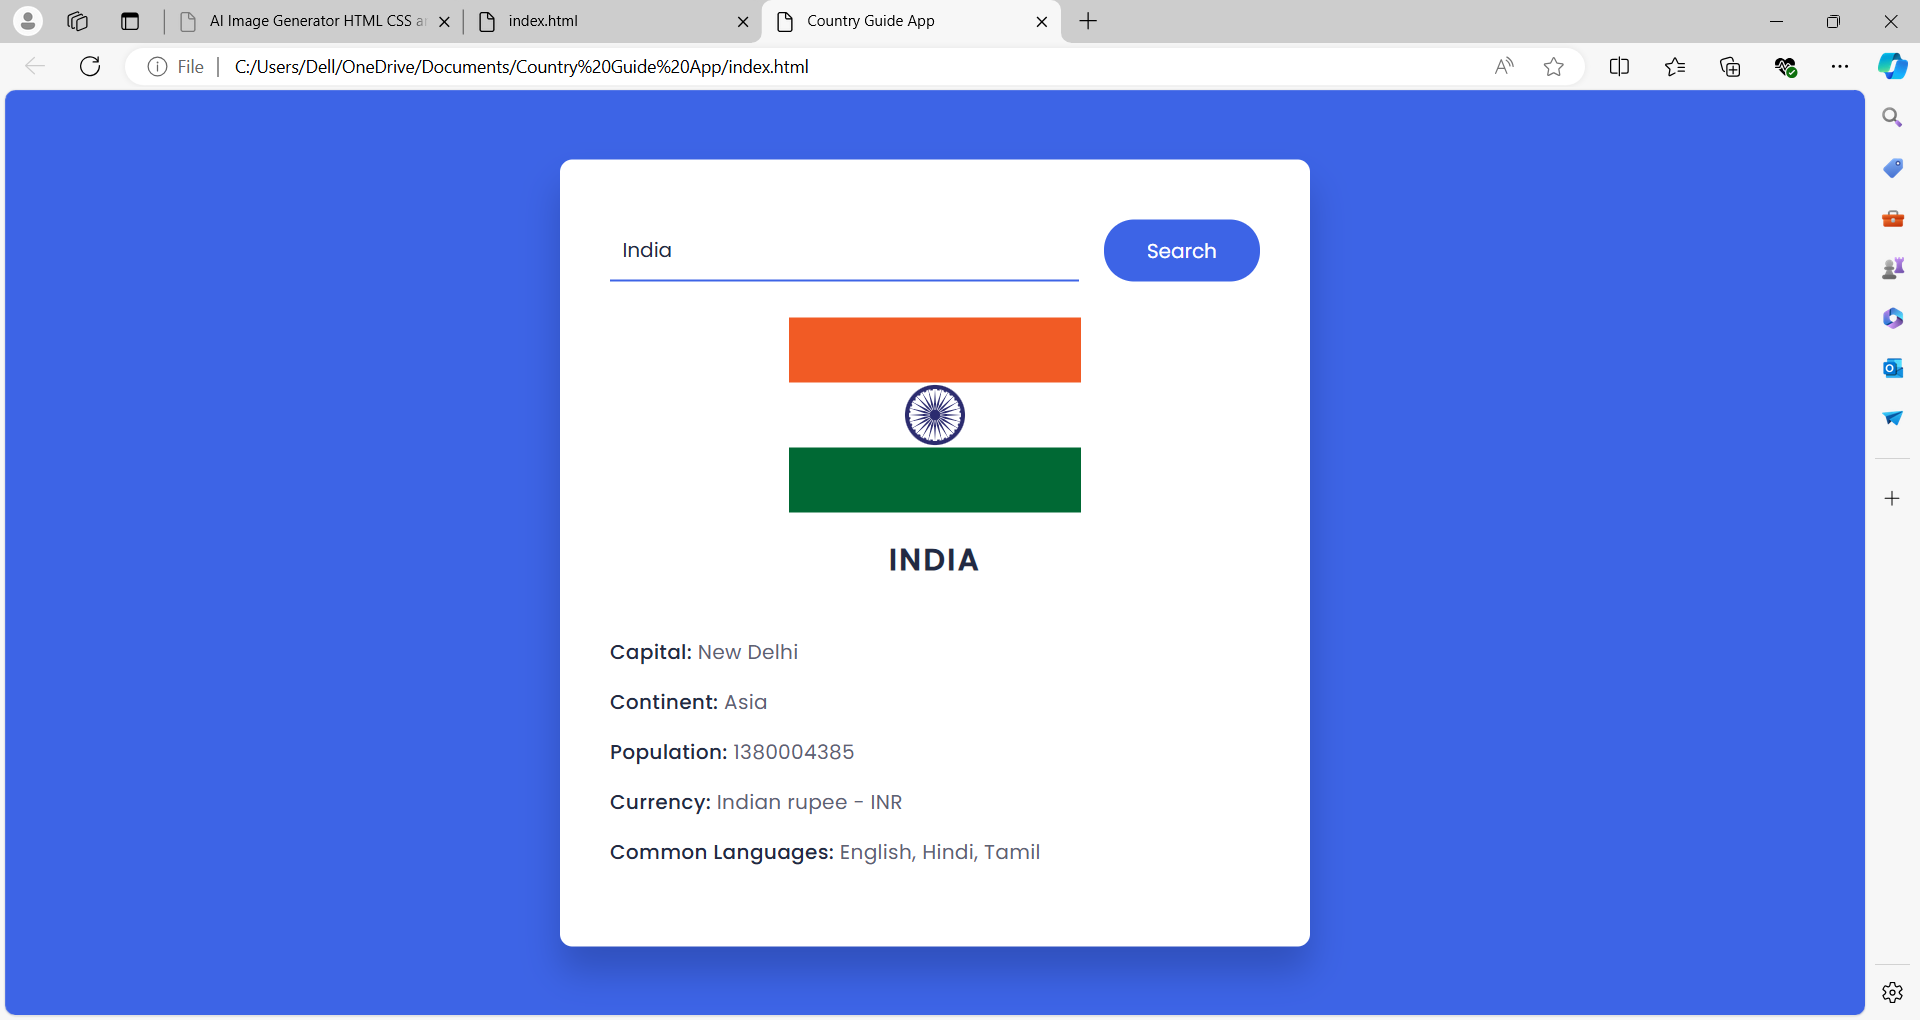 AI Image Generator HTML CSS a
index.html
Country Guide App
File
C:/Users/Dell/OneDrive/Documents/Country%20Guide%20App/index.html
India
Search
INDIA
Capital: New Delhi
Continent: Asia
Population: 1380004385
Currency: Indian rupee - INR
Common Languages: English, Hindi, Tamil